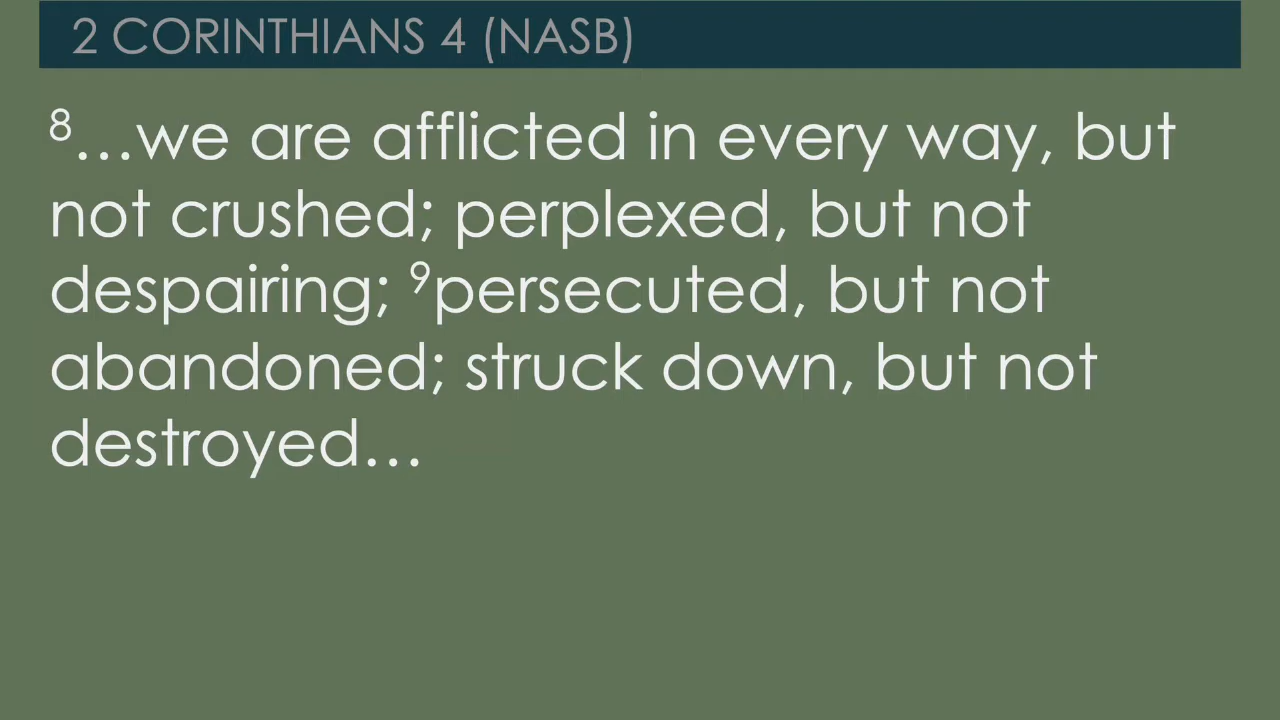 2 CORINTHIANS 4 (NASB)
⁸…we are afflicted in every way, but
not crushed; perplexed, but not
despairing; ⁹persecuted, but not
abandoned; struck down, but not
destroyed…